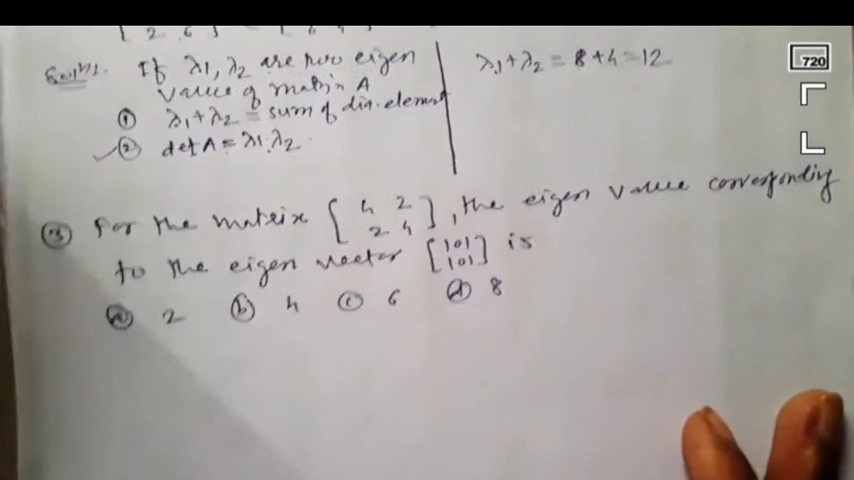 2 6
Solⁿ. If λ1, λ2 are two eigen
value of matrix A
① λ1+λ2 = sum of dia. element
② det A = λ1.λ2
λ1+λ2 = 8+4=12
720
③ For the matrix [4 2
2 4], the eigen value corresponding
to the eigen vector [101
101] is
ⓐ 2 ⓑ 4 ⓒ 6 ⓓ 8